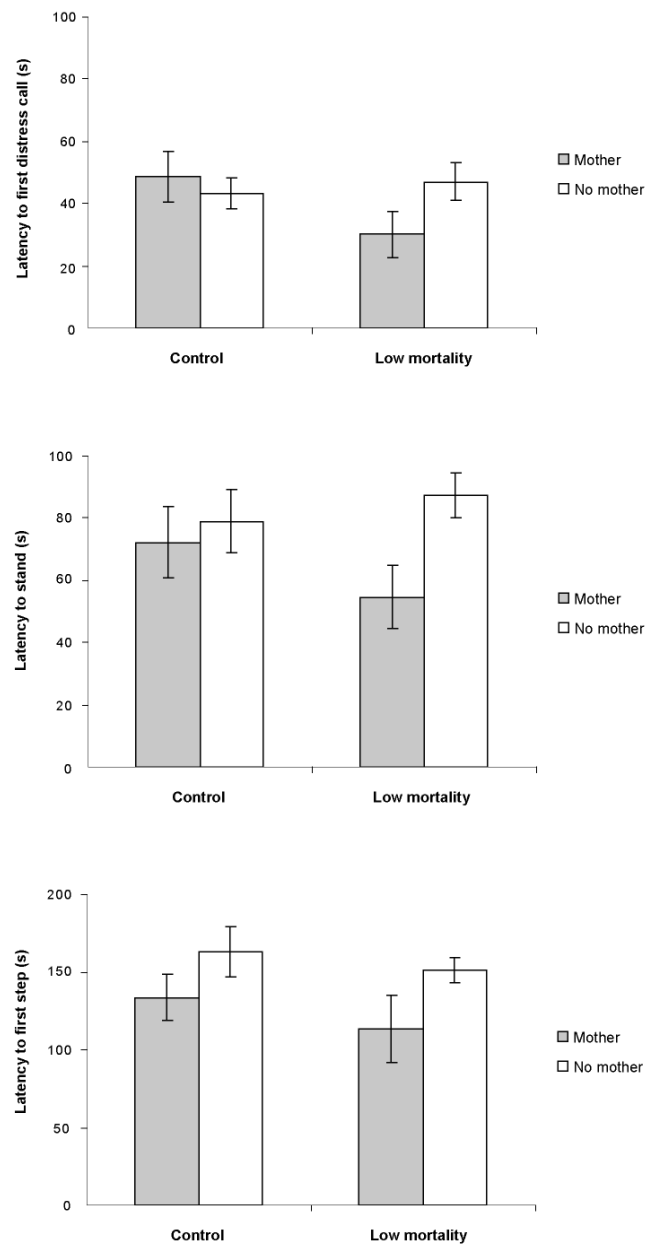 Latency to first distress call (s)
100
80
60
40
20
0
Control
Low mortality
Mother
No mother
Latency to stand (s)
100
80
60
40
20
0
Control
Low mortality
Mother
No mother
Latency to first step (s)
200
150
100
50
0
Control
Low mortality
Mother
No mother